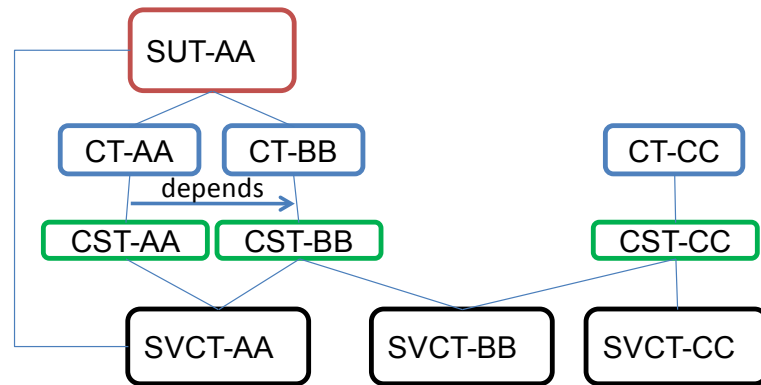 SUT-AA
CT-AA
CT-BB
CT-CC
depends
CST-AA
CST-BB
CST-CC
SVCT-AA
SVCT-BB
SVCT-CC